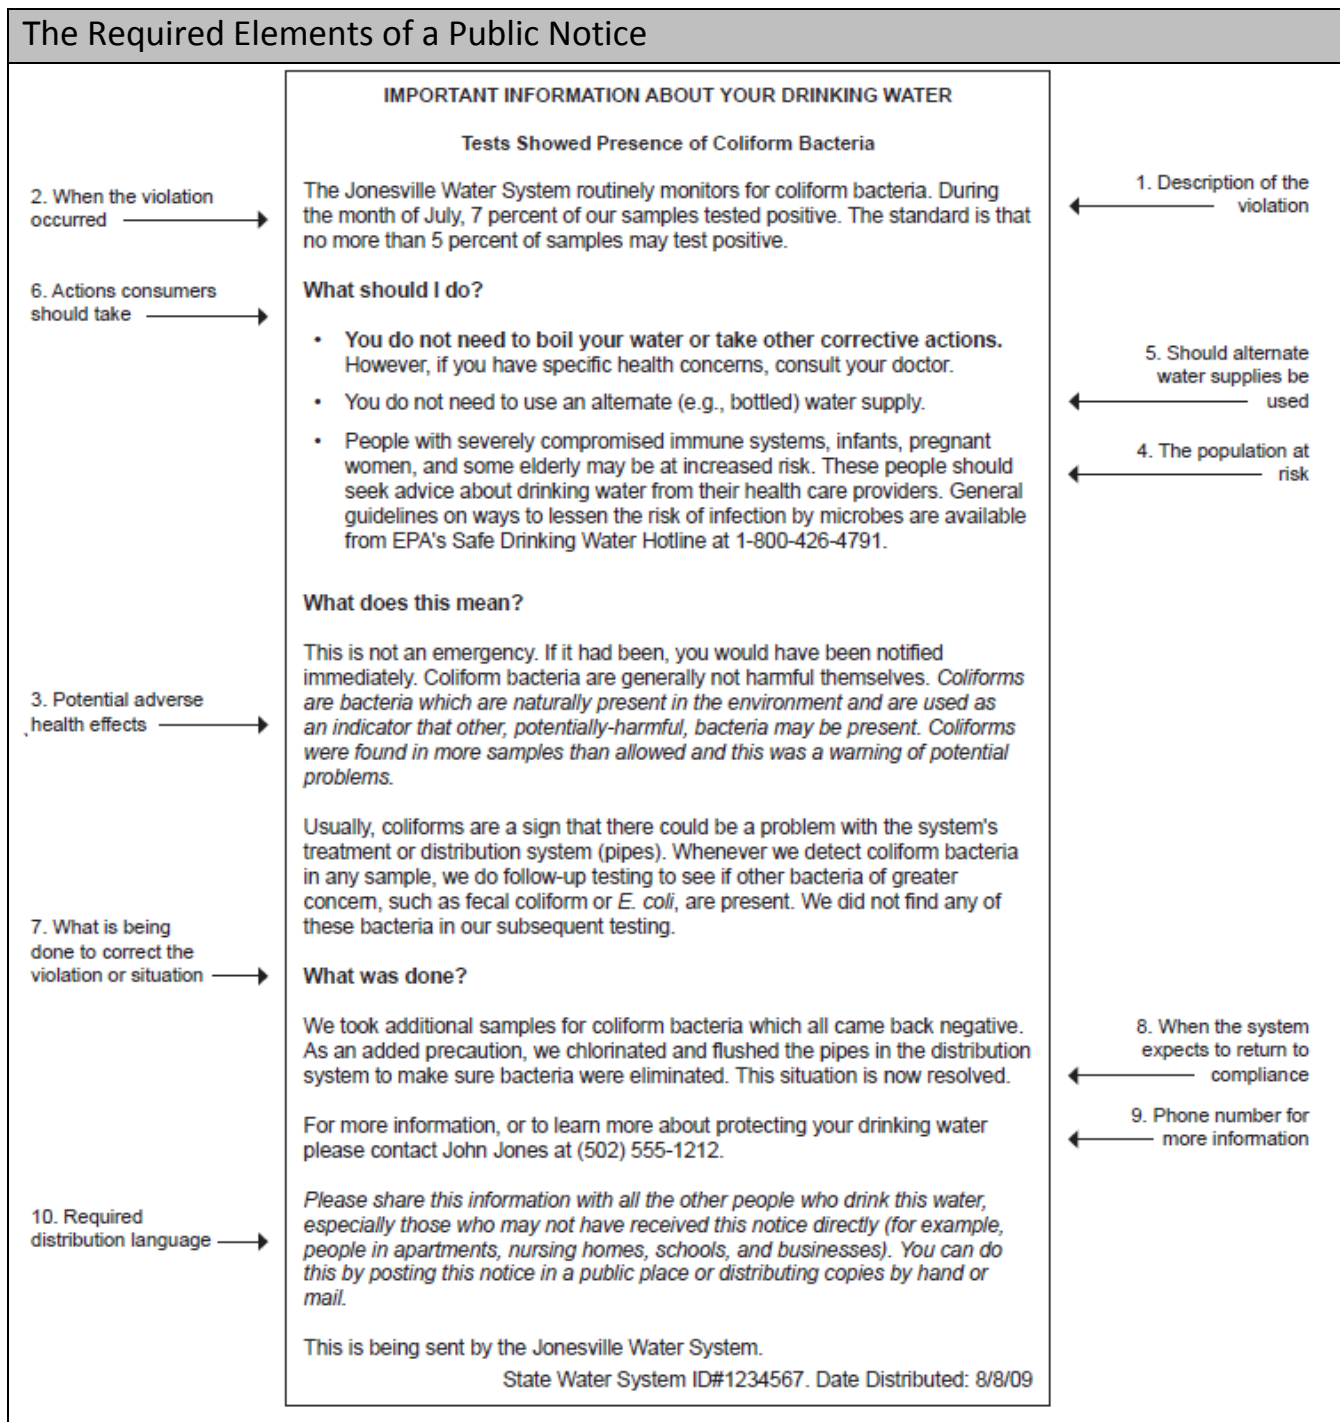 The Required Elements of a Public Notice
IMPORTANT INFORMATION ABOUT YOUR DRINKING WATER
Tests Showed Presence of Coliform Bacteria
2. When the violation
occurred
The Jonesville Water System routinely monitors for coliform bacteria. During
the month of July, 7 percent of our samples tested positive. The standard is that
no more than 5 percent of samples may test positive.
1. Description of the
violation
6. Actions consumers
should take
What should I do?
• You do not need to boil your water or take other corrective actions.
However, if you have specific health concerns, consult your doctor.
• You do not need to use an alternate (e.g., bottled) water supply.
5. Should alternate
water supplies be
used
• People with severely compromised immune systems, infants, pregnant
women, and some elderly may be at increased risk. These people should
seek advice about drinking water from their health care providers. General
guidelines on ways to lessen the risk of infection by microbes are available
from EPA's Safe Drinking Water Hotline at 1-800-426-4791.
4. The population at
risk
What does this mean?
3. Potential adverse
health effects
This is not an emergency. If it had been, you would have been notified
immediately. Coliform bacteria are generally not harmful themselves. Coliforms
are bacteria which are naturally present in the environment and are used as
an indicator that other, potentially-harmful, bacteria may be present. Coliforms
were found in more samples than allowed and this was a warning of potential
problems.
Usually, coliforms are a sign that there could be a problem with the system's
treatment or distribution system (pipes). Whenever we detect coliform bacteria
in any sample, we do follow-up testing to see if other bacteria of greater
concern, such as fecal coliform or E. coli, are present. We did not find any of
these bacteria in our subsequent testing.
7. What is being
done to correct the
violation or situation
What was done?
We took additional samples for coliform bacteria which all came back negative.
As an added precaution, we chlorinated and flushed the pipes in the distribution
system to make sure bacteria were eliminated. This situation is now resolved.
8. When the system
expects to return to
compliance
For more information, or to learn more about protecting your drinking water
please contact John Jones at (502) 555-1212.
9. Phone number for
more information
10. Required
distribution language
Please share this information with all the other people who drink this water,
especially those who may not have received this notice directly (for example,
people in apartments, nursing homes, schools, and businesses). You can do
this by posting this notice in a public place or distributing copies by hand or
mail.
This is being sent by the Jonesville Water System.
State Water System ID#1234567. Date Distributed: 8/8/09